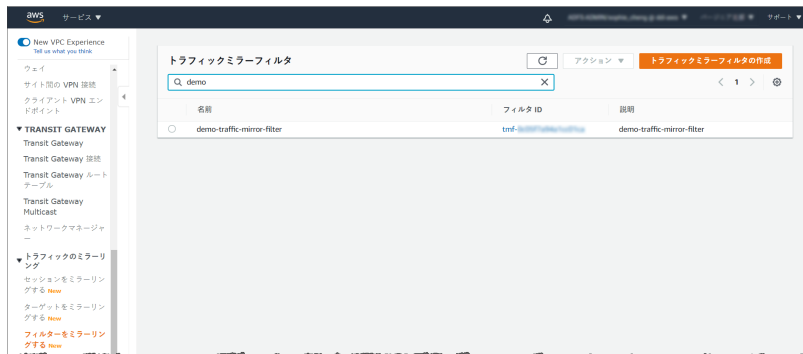 aws サービス ▼ サポート ▼
New VPC Experience
Tell us what you think
ウェイ
サイト間の VPN 接続
クライアント VPN エン
ドポイント
▼ TRANSIT GATEWAY
Transit Gateway
Transit Gateway 接続
Transit Gateway ルート
テーブル
Transit Gateway
Multicast
ネットワークマネージャ
ー
▼ トラフィックのミラーリ
ング
セッションをミラーリン
グする New
ターゲットをミラーリン
グする New
フィルターをミラーリン
グする New
トラフィックミラーフィルタ
アクション ▼
トラフィックミラーフィルタの作成
demo
1
名前 フィルタ ID 説明
demo-traffic-mirror-filter tmf- demo-traffic-mirror-filter